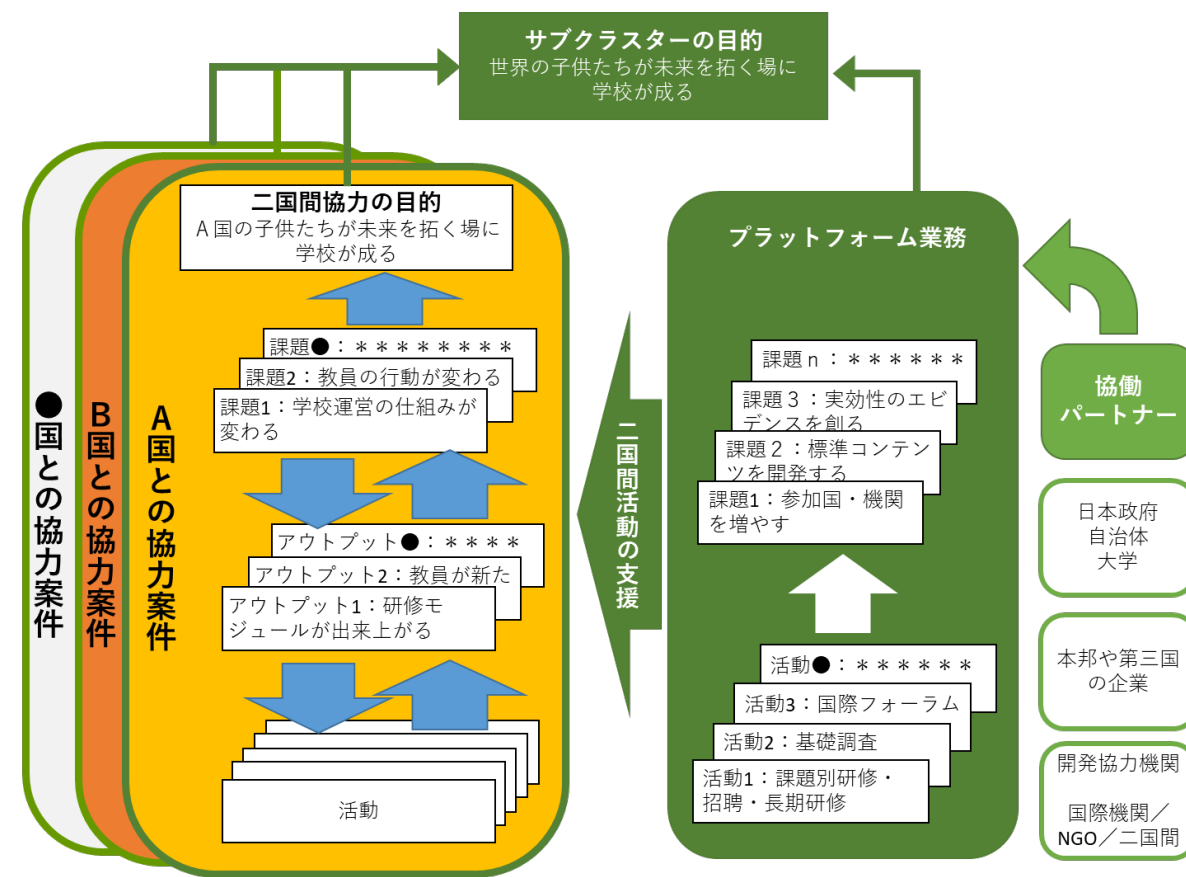 サブクラスターの目的
世界の子供たちが未来を拓く場に
学校が成る
●国との協力案件
B国との協力案件
A国との協力案件
二国間協力の目的
A国の子供たちが未来を拓く場に
学校が成る
課題●：＊＊＊＊＊＊＊＊
課題2：教員の行動が変わる
課題1：学校運営の仕組みが
変わる
アウトプット●：＊＊＊＊
アウトプット2：教員が新た
アウトプット1：研修モ
ジュールが出来上がる
活動
二国間活動の支援
プラットフォーム業務
課題ｎ：＊＊＊＊＊＊
課題３：実効性のエビ
デンスを創る
課題２：標準コンテン
ツを開発する
課題1：参加国・機関
を増やす
活動●：＊＊＊＊＊＊
活動3：国際フォーラム
活動2：基礎調査
活動1：課題別研修・
招聘・長期研修
協働
パートナー
日本政府
自治体
大学
本邦や第三国
の企業
開発協力機関
国際機関／
NGO／二国間